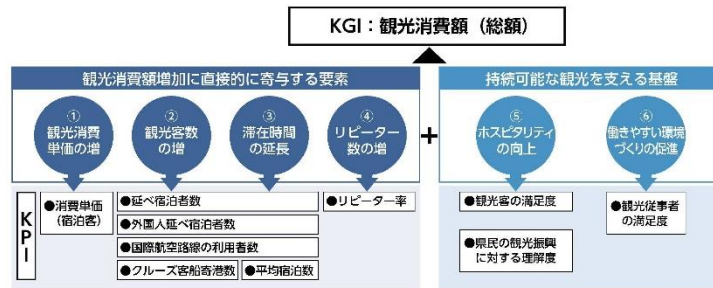 KGI：観光消費額（総額）
観光消費額増加に直接的に寄与する要素
持続可能な観光を支える基盤
①
観光消費
単価の増
②
観光客数
の増
③
滞在時間
の延長
④
リピーター
数の増
+
⑤
ホスピタリティ
の向上
⑥
働きやすい環境
づくりの促進
KPI
●消費単価
（宿泊客）
●延べ宿泊者数
●外国人延べ宿泊者数
●国際航空路線の利用者数
●クルーズ客船寄港数
●平均宿泊数
●リピーター率
●観光客の満足度
●県民の観光振興
に対する理解度
●観光従事者
の満足度